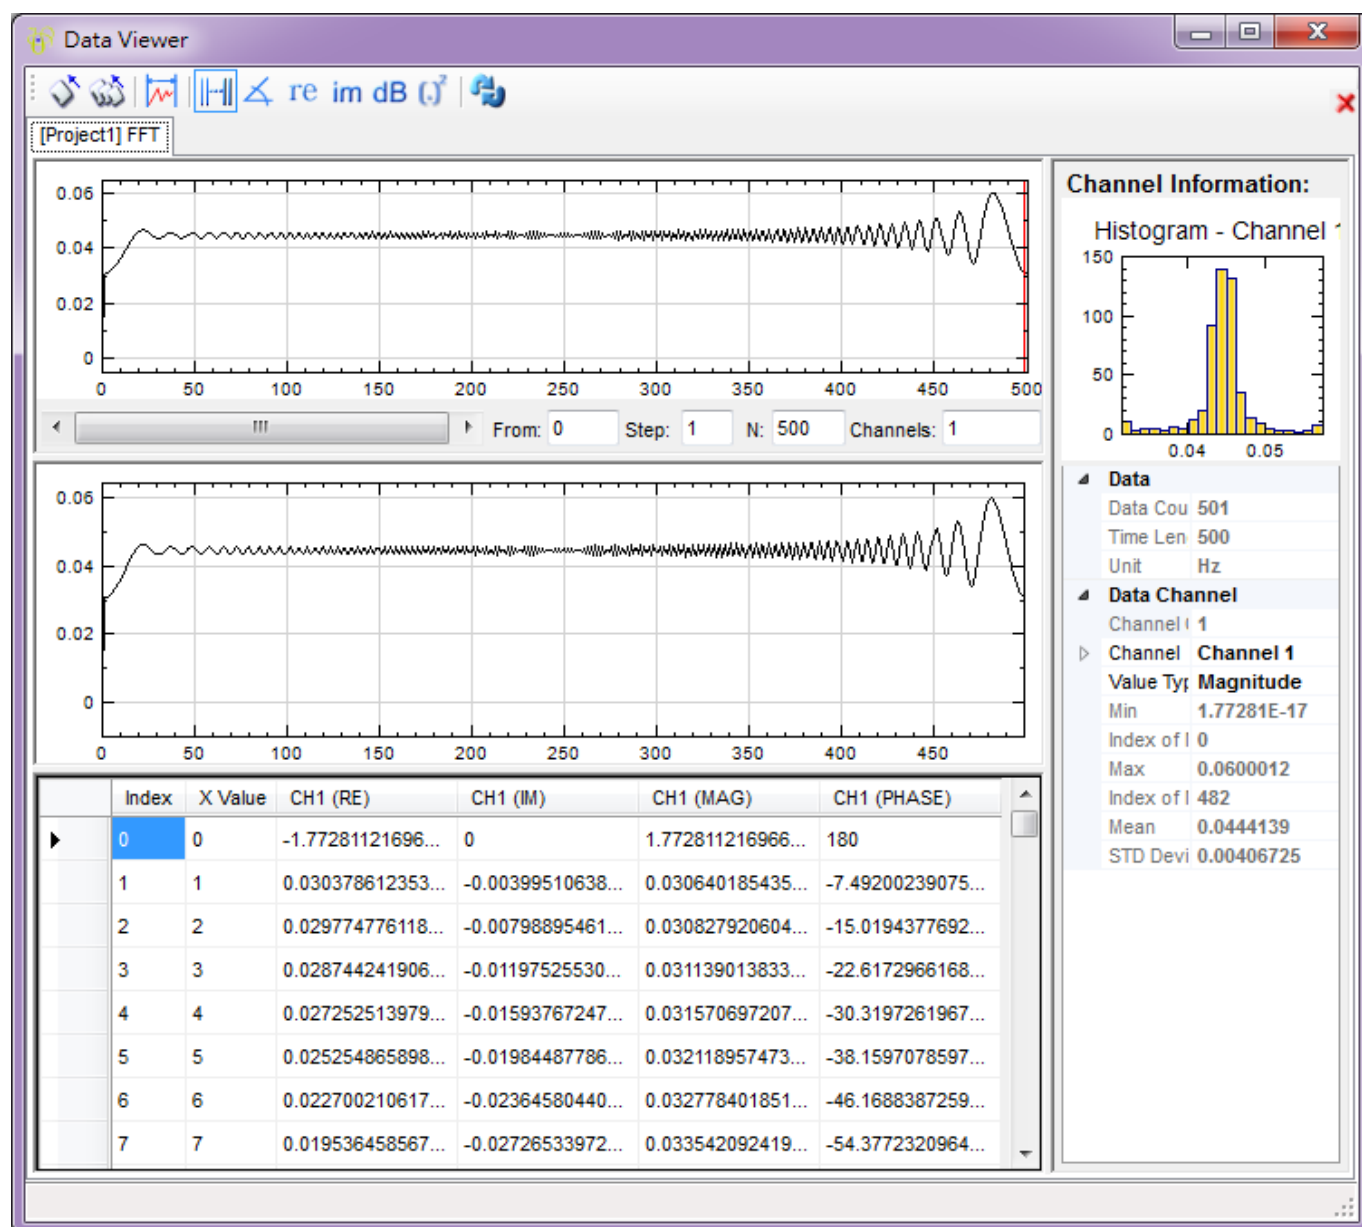 Data Viewer
re im dB (.)²
[Project1] FFT
0.06
0.04
0.02
0
0 50 100 150 200 250 300 350 400 450 500
From: 0 Step: 1 N: 500 Channels: 1
0.06
0.04
0.02
0
0 50 100 150 200 250 300 350 400 450
Index X Value CH1 (RE) CH1 (IM) CH1 (MAG) CH1 (PHASE)
0 0 -1.77281121696... 0 1.772811216966... 180
1 1 0.030378612353... -0.00399510638... 0.030640185435... -7.49200239075...
2 2 0.029774776118... -0.00798895461... 0.030827920604... -15.0194377692...
3 3 0.028744241906... -0.01197525530... 0.031139013833... -22.6172966168...
4 4 0.027252513979... -0.01593767247... 0.031570697207... -30.3197261967...
5 5 0.025254865898... -0.01984487786... 0.032118957473... -38.1597078597...
6 6 0.022700210617... -0.02364580440... 0.032778401851... -46.1688387259...
7 7 0.019536458567... -0.02726533972... 0.033542092419... -54.3772320964...
Channel Information:
Histogram - Channel 1
150
100
50
0
0.04 0.05
Data
Data Cou 501
Time Len 500
Unit Hz
Data Channel
Channel 1
Channel Channel 1
Value Typ Magnitude
Min 1.77281E-17
Index of 0
Max 0.0600012
Index of 482
Mean 0.0444139
STD Devi 0.00406725